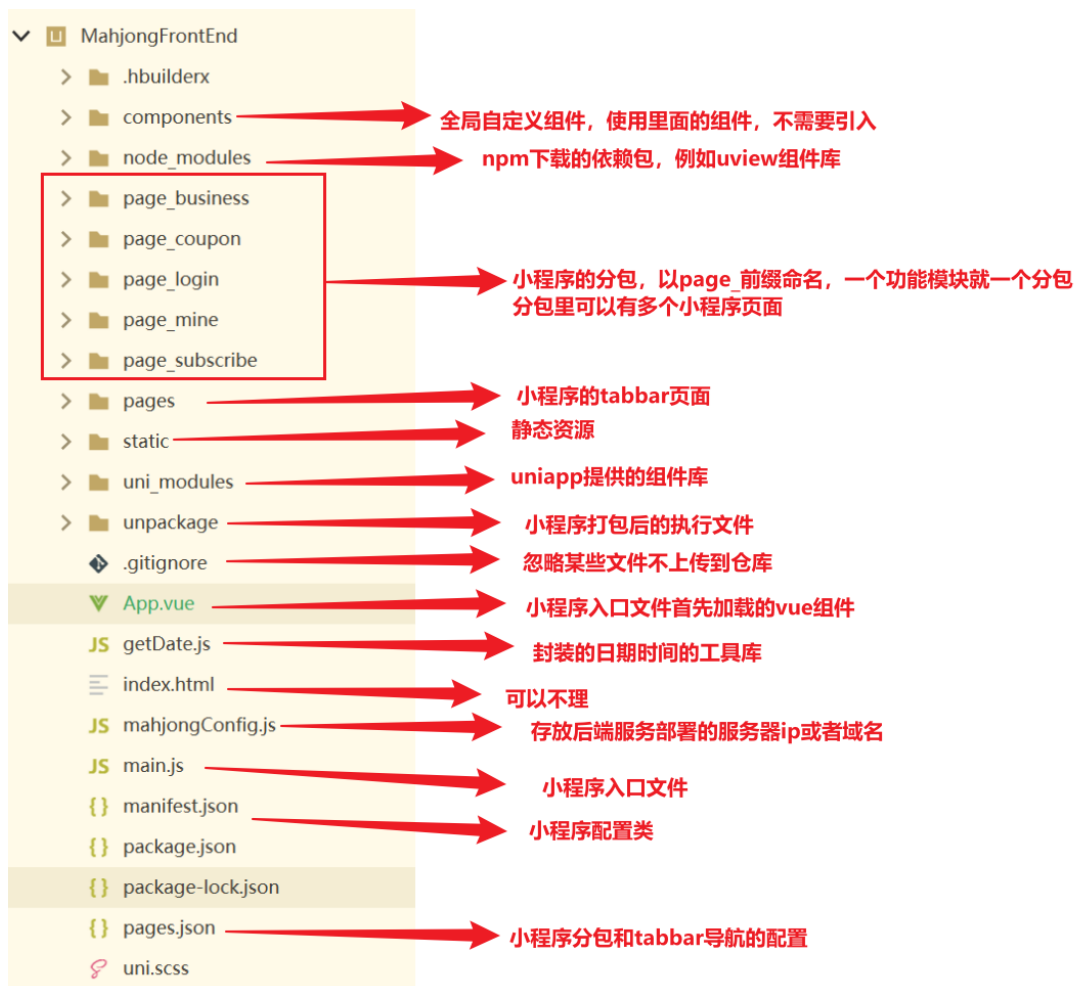 MahjongFrontEnd
.hbuilderx
components
全局自定义组件，使用里面的组件，不需要引入
node_modules
npm下载的依赖包，例如uview组件库
page_business
page_coupon
page_login
小程序的分包，以page_前缀命名，一个功能模块就一个分包
分包里可以有多个小程序页面
page_mine
page_subscribe
pages
小程序的tabbar页面
static
静态资源
uni_modules
uniapp提供的组件库
unpackage
小程序打包后的执行文件
.gitignore
忽略某些文件不上传到仓库
App.vue
小程序入口文件首先加载的vue组件
JS getDate.js
封装的日期时间的工具库
index.html
可以不理
JS mahjongConfig.js
存放后端服务部署的服务器ip或者域名
JS main.js
小程序入口文件
{ } manifest.json
小程序配置类
{ } package.json
{ } package-lock.json
{ } pages.json
小程序分包和tabbar导航的配置
uni.scss